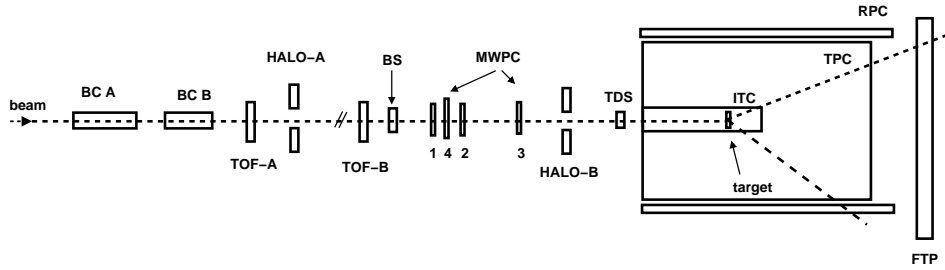 RPC
HALO–A
BS
MWPC
TPC
BC A
BC B
TDS
ITC
beam
1
4
2
3
TOF–A
TOF–B
HALO–B
target
FTP